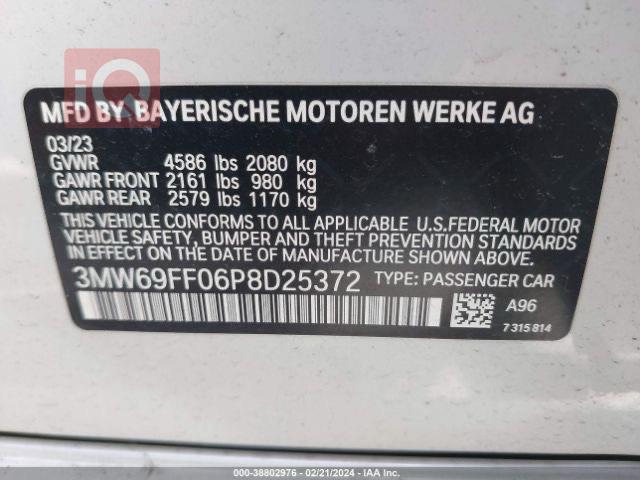 iQ
MFD BY BAYERISCHE MOTOREN WERKE AG
03/23
GVWR 4586 lbs 2080 kg
GAWR FRONT 2161 lbs 980 kg
GAWR REAR 2579 lbs 1170 kg
THIS VEHICLE CONFORMS TO ALL APPLICABLE U.S.FEDERAL MOTOR
VEHICLE SAFETY, BUMPER AND THEFT PREVENTION STANDARDS
IN EFFECT ON THE DATE OF MANUFACTURE SHOWN ABOVE.
3MW69FF06P8D25372 TYPE: PASSENGER CAR
A96
7 315 814
000-38802976 - 02/21/2024 - IAA Inc.